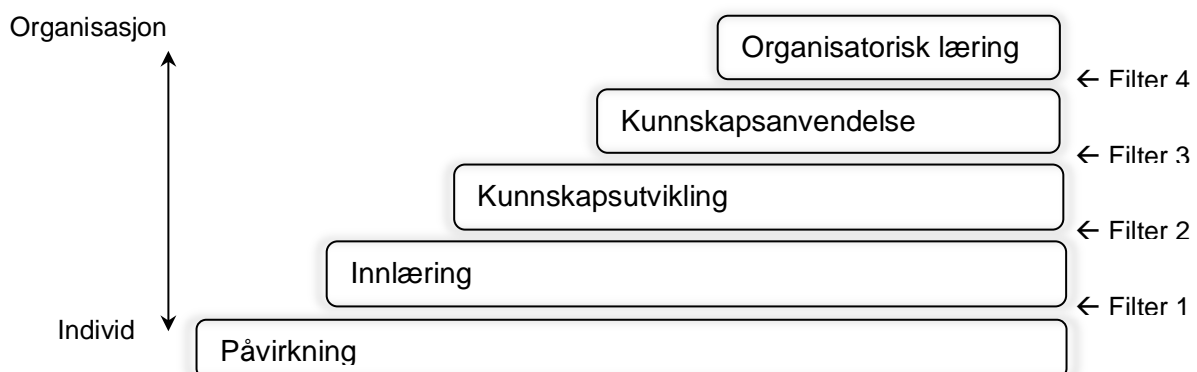 Organisasjon
Organisatorisk læring
← Filter 4
Kunnskapsanvendelse
← Filter 3
Kunnskapsutvikling
← Filter 2
Innlæring
← Filter 1
Individ
Påvirkning